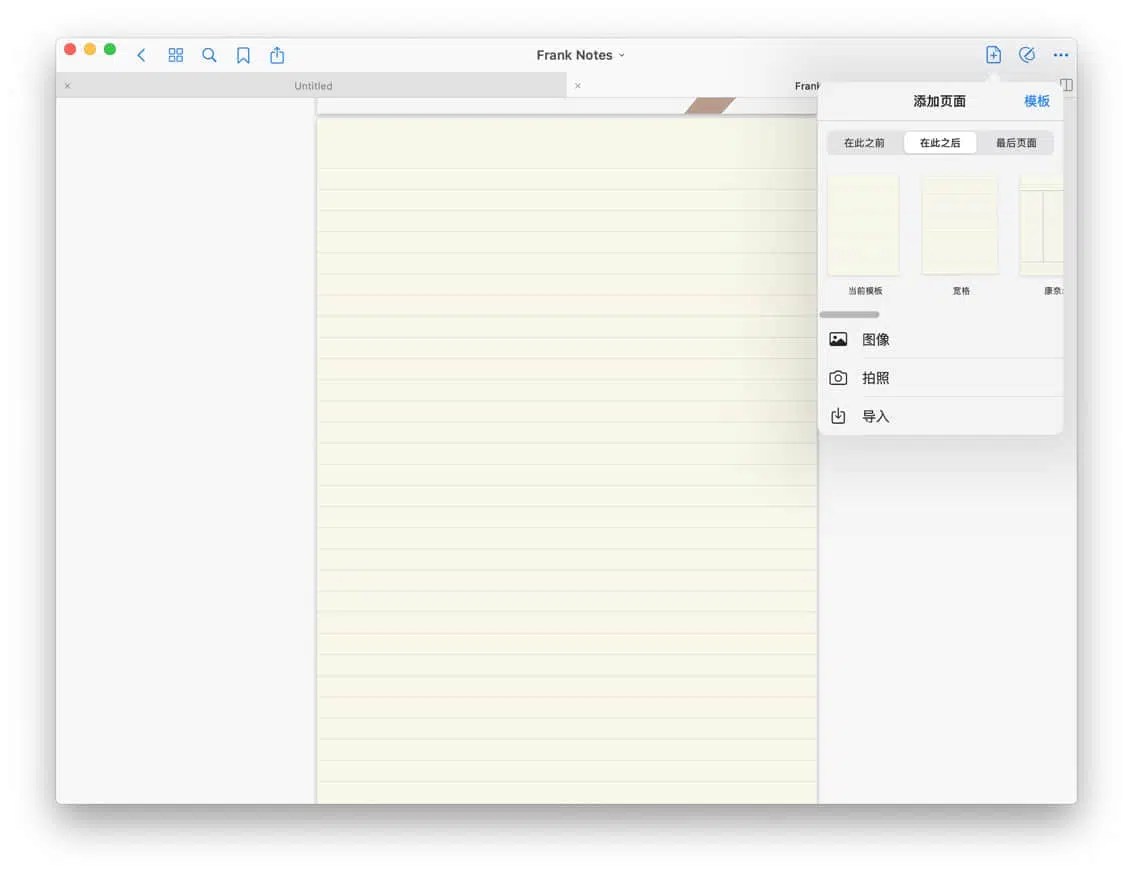 Frank Notes
Untitled
Frank
添加页面
模板
在此之前
在此之后
最后页面
当前模板
宽格
康奈
图像
拍照
导入